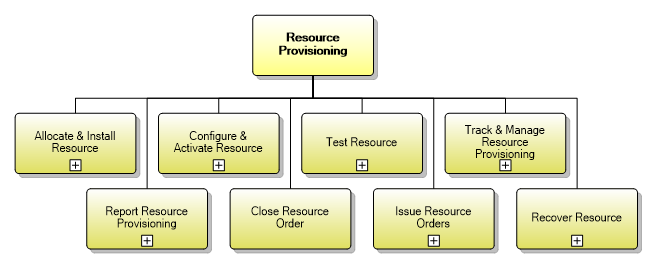 Resource
Provisioning
Allocate & Install
Resource
Configure &
Activate Resource
Test Resource
Track & Manage
Resource
Provisioning
Report Resource
Provisioning
Close Resource
Order
Issue Resource
Orders
Recover Resource